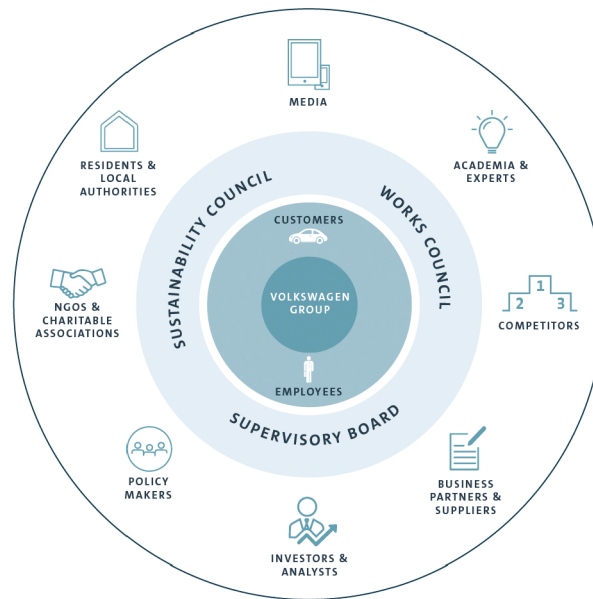 MEDIA
RESIDENTS &
LOCAL
AUTHORITIES
ACADEMIA &
EXPERTS
SUSTAINABILITY COUNCIL
WORKS COUNCIL
CUSTOMERS
VOLKSWAGEN
GROUP
NGOS &
CHARITABLE
ASSOCIATIONS
1
2 3
COMPETITORS
EMPLOYEES
SUPERVISORY BOARD
POLICY
MAKERS
BUSINESS
PARTNERS &
SUPPLIERS
INVESTORS &
ANALYSTS